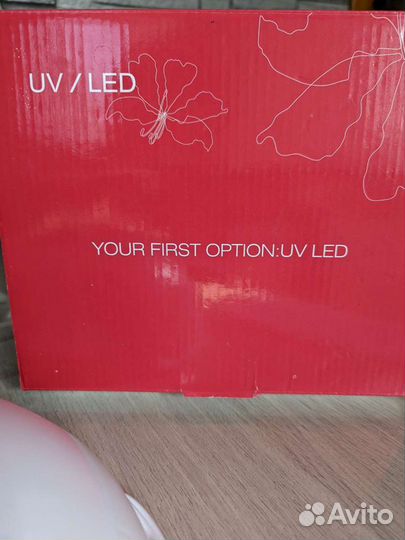 UV / LED
YOUR FIRST OPTION:UV LED
Avito